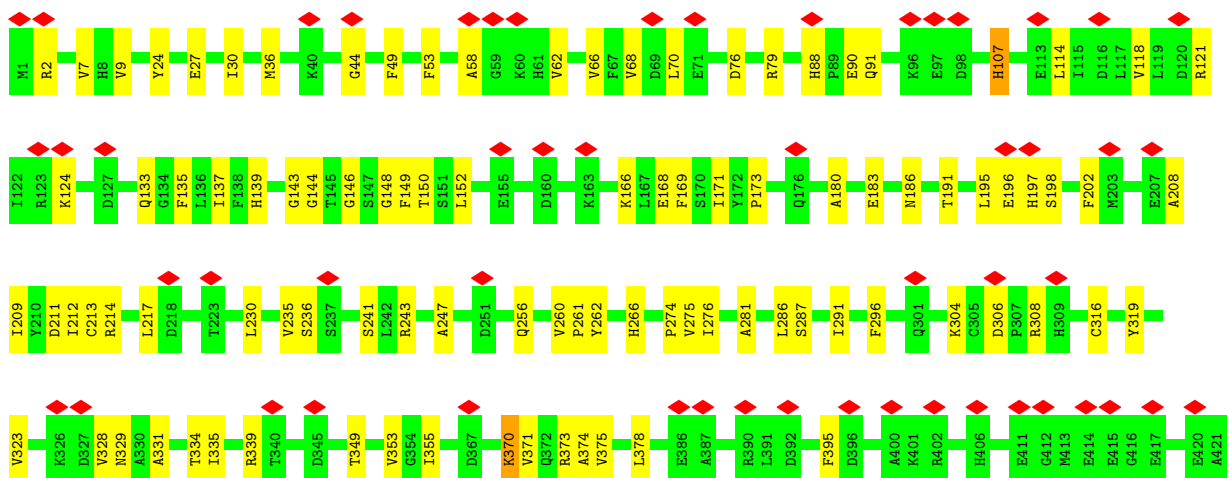 M1 R2 V7 H8 V9 Y24 E27 I30 M36 K40 G44 F49 F53 A58 G59 K60 H61 V62 V66 F67 V68 D69 L70 E71 D76 R79 H88 P89 E90 Q91 K96 E97 D98 H107 E113 L114 I115 D116 L117 V118 L119 D120 R121
I122 R123 K124 D127 Q133 G134 F135 L136 I137 F138 H139 G143 G144 T145 G146 S147 G148 F149 T150 S151 L152 E155 D160 K163 K166 L167 E168 F169 S170 I171 Y172 P173 Q176 A180 E183 N186 T191 L195 E196 H197 S198 F202 M203 E207 A208
I209 Y210 D211 I212 C213 R214 L217 D218 T223 L230 V235 S236 S237 S241 L242 R243 A247 D251 Q256 V260 P261 Y262 H266 P274 V275 I276 A281 L286 S287 I291 F296 Q301 K304 C305 D306 P307 R308 H309 C316 Y319
V323 K326 D327 V328 N329 A330 A331 T334 I335 R339 T340 D345 T349 V353 G354 I355 D367 K370 V371 Q372 R373 A374 V375 L378 E386 A387 R390 L391 D392 F395 D396 A400 K401 R402 H406 E411 G412 M413 E414 E415 G416 E417 E420 A421